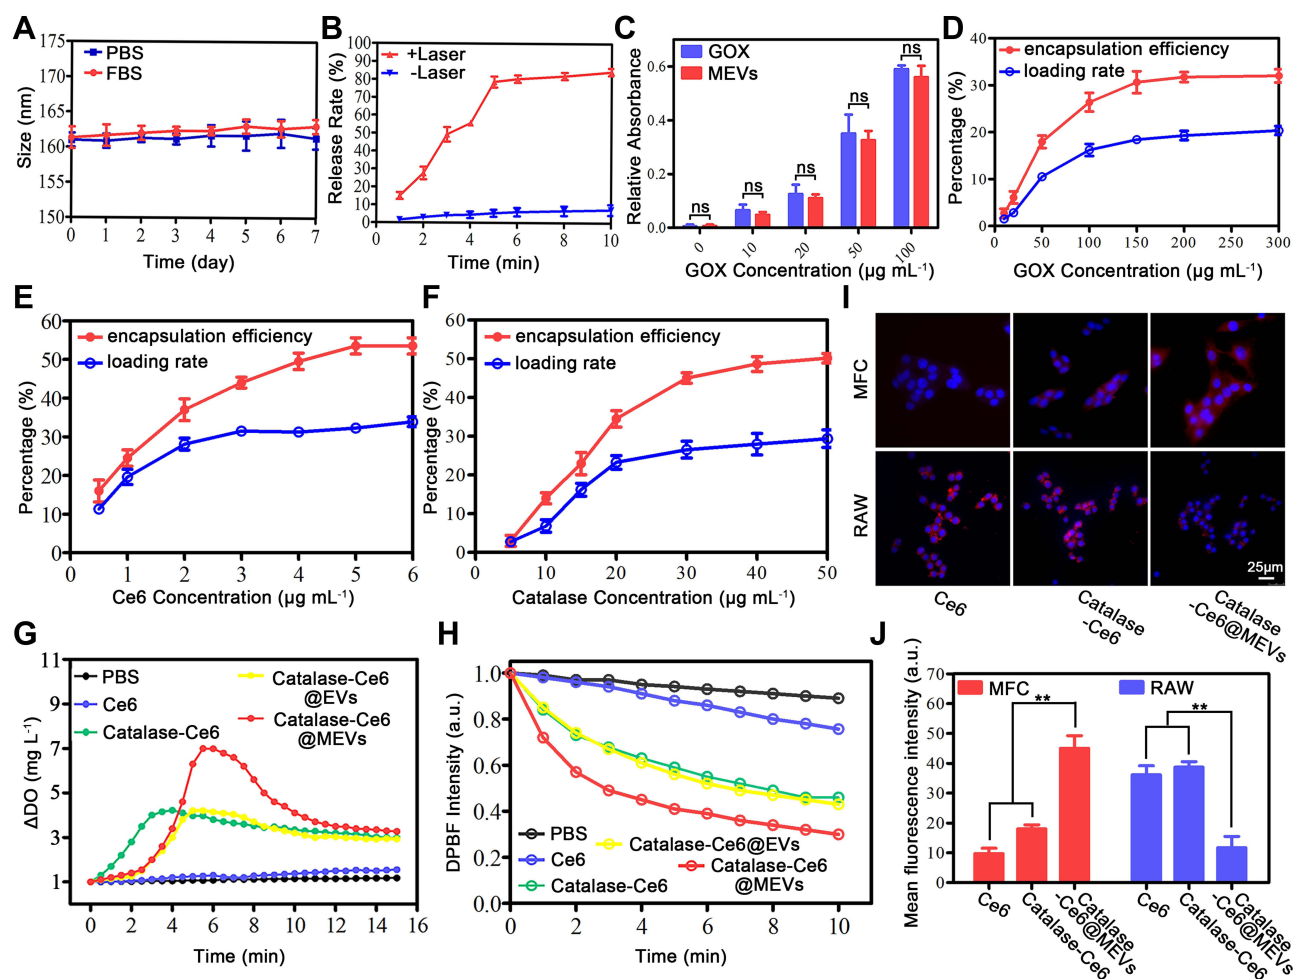 A
175
170
165
160
155
150
Size (nm)
PBS
FBS
0 1 2 3 4 5 6 7
Time (day)
B
100
90
80
70
60
50
40
30
20
10
0
Release Rate (%)
+Laser
-Laser
0 2 4 6 8 10
Time (min)
C
0.6
0.4
0.2
0.0
Relative Absorbance
GOX
MEVs
ns ns ns ns ns
0 10 20 50 100
GOX Concentration (μg mL-1)
D
40
30
20
10
0
Percentage (%)
encapsulation efficiency
loading rate
0 50 100 150 200 250 300
GOX Concentration (μg mL-1)
E
60
50
40
30
20
10
0
Percentage (%)
encapsulation efficiency
loading rate
0 1 2 3 4 5 6
Ce6 Concentration (μg mL-1)
F
60
50
40
30
20
10
0
Percentage (%)
encapsulation efficiency
loading rate
0 10 20 30 40 50
Catalase Concentration (μg mL-1)
I
MFC
RAW
25μm
Ce6
Catalase
-Ce6
Catalase
-Ce6@MEVs
G
11
9
7
5
3
1
ΔDO (mg L-1)
PBS
Ce6
Catalase-Ce6
Catalase-Ce6
@EVs
Catalase-Ce6
@MEVs
0 2 4 6 8 10 12 14 16
Time (min)
H
1.0
0.8
0.6
0.4
0.2
0.0
DPBF Intensity (a.u.)
PBS
Ce6
Catalase-Ce6
Catalase-Ce6@EVs
Catalase-Ce6
@MEVs
0 2 4 6 8 10
Time (min)
J
70
60
50
40
30
20
10
0
Mean fluorescence intensity (a.u.)
MFC
RAW
**
**
Ce6
Catalase-Ce6
Catalase
-Ce6@MEVs
Ce6
Catalase-Ce6
Catalase
-Ce6@MEVs